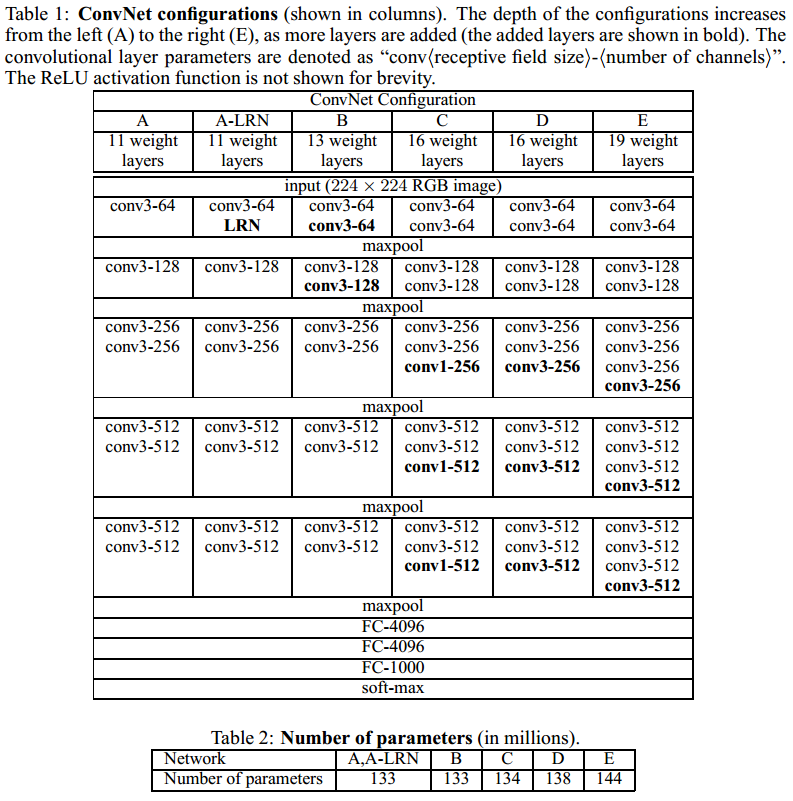 Table 1: ConvNet configurations (shown in columns). The depth of the configurations increases
from the left (A) to the right (E), as more layers are added (the added layers are shown in bold). The
convolutional layer parameters are denoted as “conv⟨receptive field size⟩-⟨number of channels⟩”.
The ReLU activation function is not shown for brevity.
ConvNet Configuration
A A-LRN B C D E
11 weight 11 weight 13 weight 16 weight 16 weight 19 weight
layers layers layers layers layers layers
input (224 × 224 RGB image)
conv3-64 conv3-64 conv3-64 conv3-64 conv3-64 conv3-64
LRN conv3-64 conv3-64 conv3-64 conv3-64
maxpool
conv3-128 conv3-128 conv3-128 conv3-128 conv3-128 conv3-128
conv3-128 conv3-128 conv3-128 conv3-128
maxpool
conv3-256 conv3-256 conv3-256 conv3-256 conv3-256 conv3-256
conv3-256 conv3-256 conv3-256 conv3-256 conv3-256 conv3-256
conv1-256 conv3-256 conv3-256
conv3-256
maxpool
conv3-512 conv3-512 conv3-512 conv3-512 conv3-512 conv3-512
conv3-512 conv3-512 conv3-512 conv3-512 conv3-512 conv3-512
conv1-512 conv3-512 conv3-512
conv3-512
maxpool
conv3-512 conv3-512 conv3-512 conv3-512 conv3-512 conv3-512
conv3-512 conv3-512 conv3-512 conv3-512 conv3-512 conv3-512
conv1-512 conv3-512 conv3-512
conv3-512
maxpool
FC-4096
FC-4096
FC-1000
soft-max
Table 2: Number of parameters (in millions).
Network A,A-LRN B C D E
Number of parameters 133 133 134 138 144